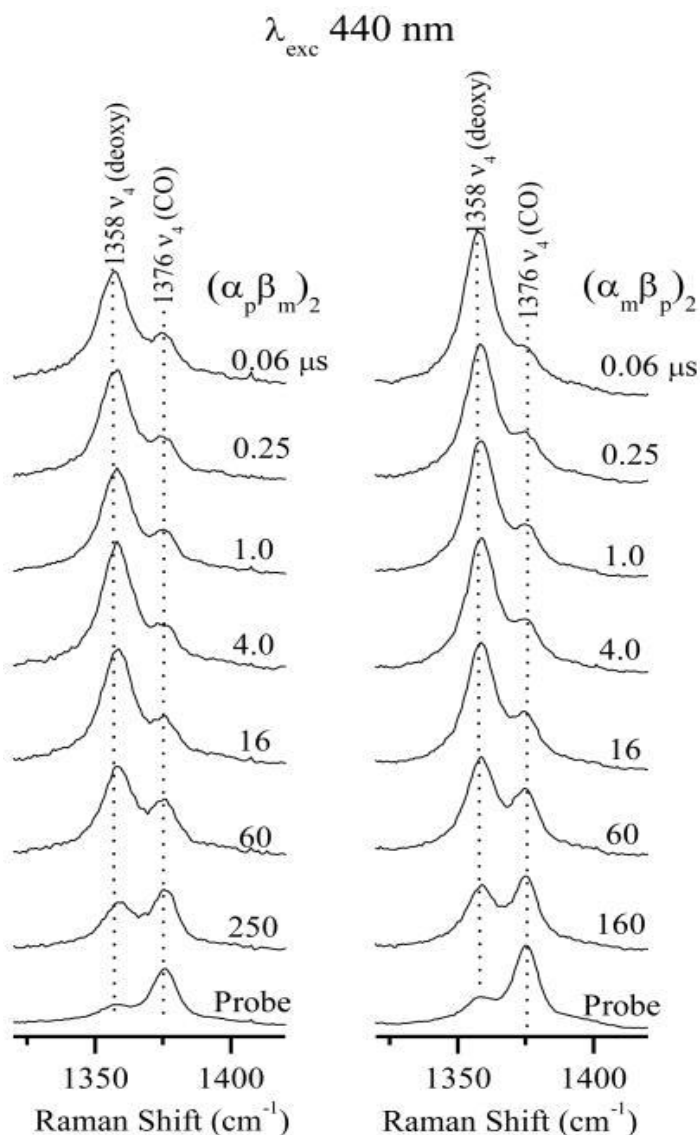 λexc 440 nm
1358 ν4 (deoxy)
1376 ν4 (CO)
(αpβm)2
0.06 μs
0.25
1.0
4.0
16
60
250
Probe
1350 1400
Raman Shift (cm-1)
1358 ν4 (deoxy)
1376 ν4 (CO)
(αmβp)2
0.06 μs
0.25
1.0
4.0
16
60
160
Probe
1350 1400
Raman Shift (cm-1)